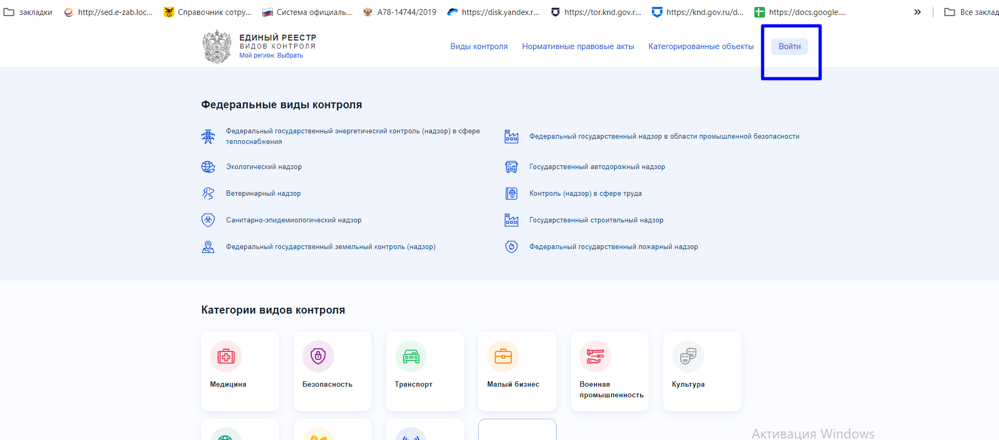 закладки
http://sed.e-zab.loc...
Справочник сотру...
Система официаль...
А78-14744/2019
https://disk.yandex.r...
https://tor.knd.gov.r...
https://knd.gov.ru/d...
https://docs.google....
»
Все заклад
ЕДИНЫЙ РЕЕСТР
ВИДОВ КОНТРОЛЯ
Мой регион: Выбрать
Виды контроля
Нормативные правовые акты
Категорированные объекты
Войти
Федеральные виды контроля
Федеральный государственный энергетический контроль (надзор) в сфере
теплоснабжения
Федеральный государственный надзор в области промышленной безопасности
Экологический надзор
Государственный автодорожный надзор
Ветеринарный надзор
Контроль (надзор) в сфере труда
Санитарно-эпидемиологический надзор
Государственный строительный надзор
Федеральный государственный земельный контроль (надзор)
Федеральный государственный пожарный надзор
Категории видов контроля
Медицина
Безопасность
Транспорт
Малый бизнес
Военная
промышленность
Культура
Активация Windows